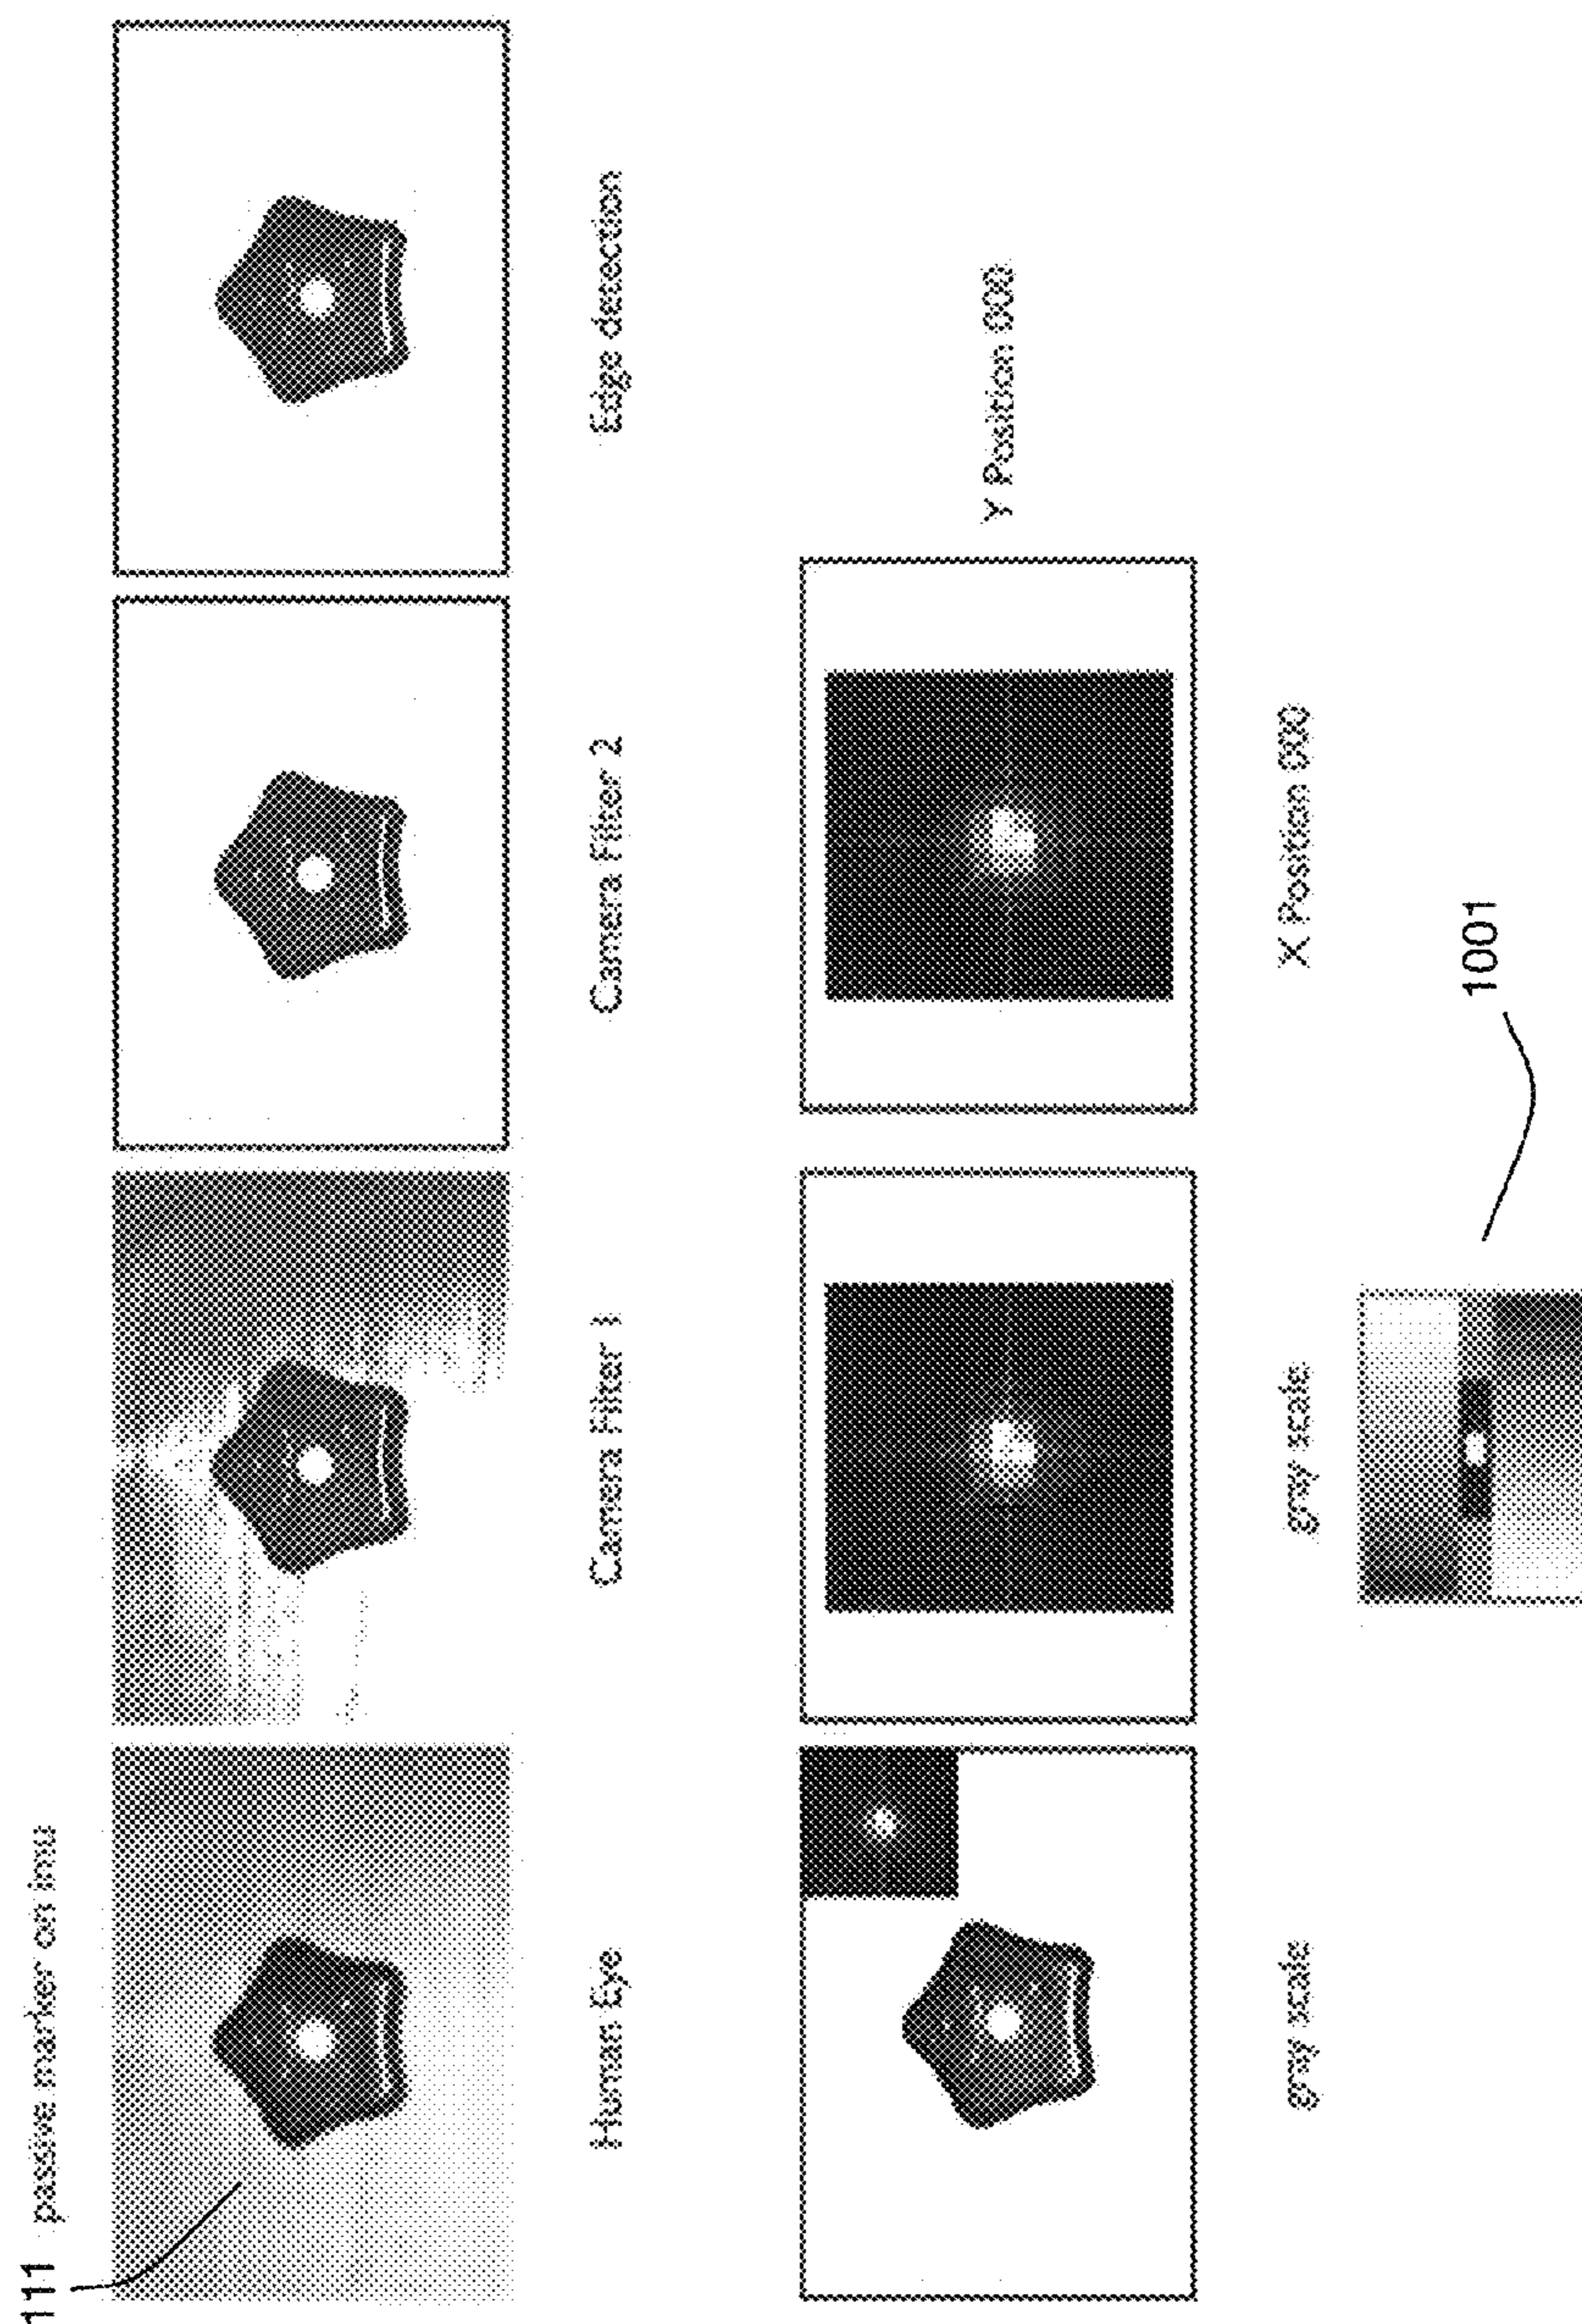 111 passive marker on imu
Human Eye
Camera Filter 1
Camera Filter 2
Edge detection
gray scale
gray scale
X Position 000
Y Position 000
1001